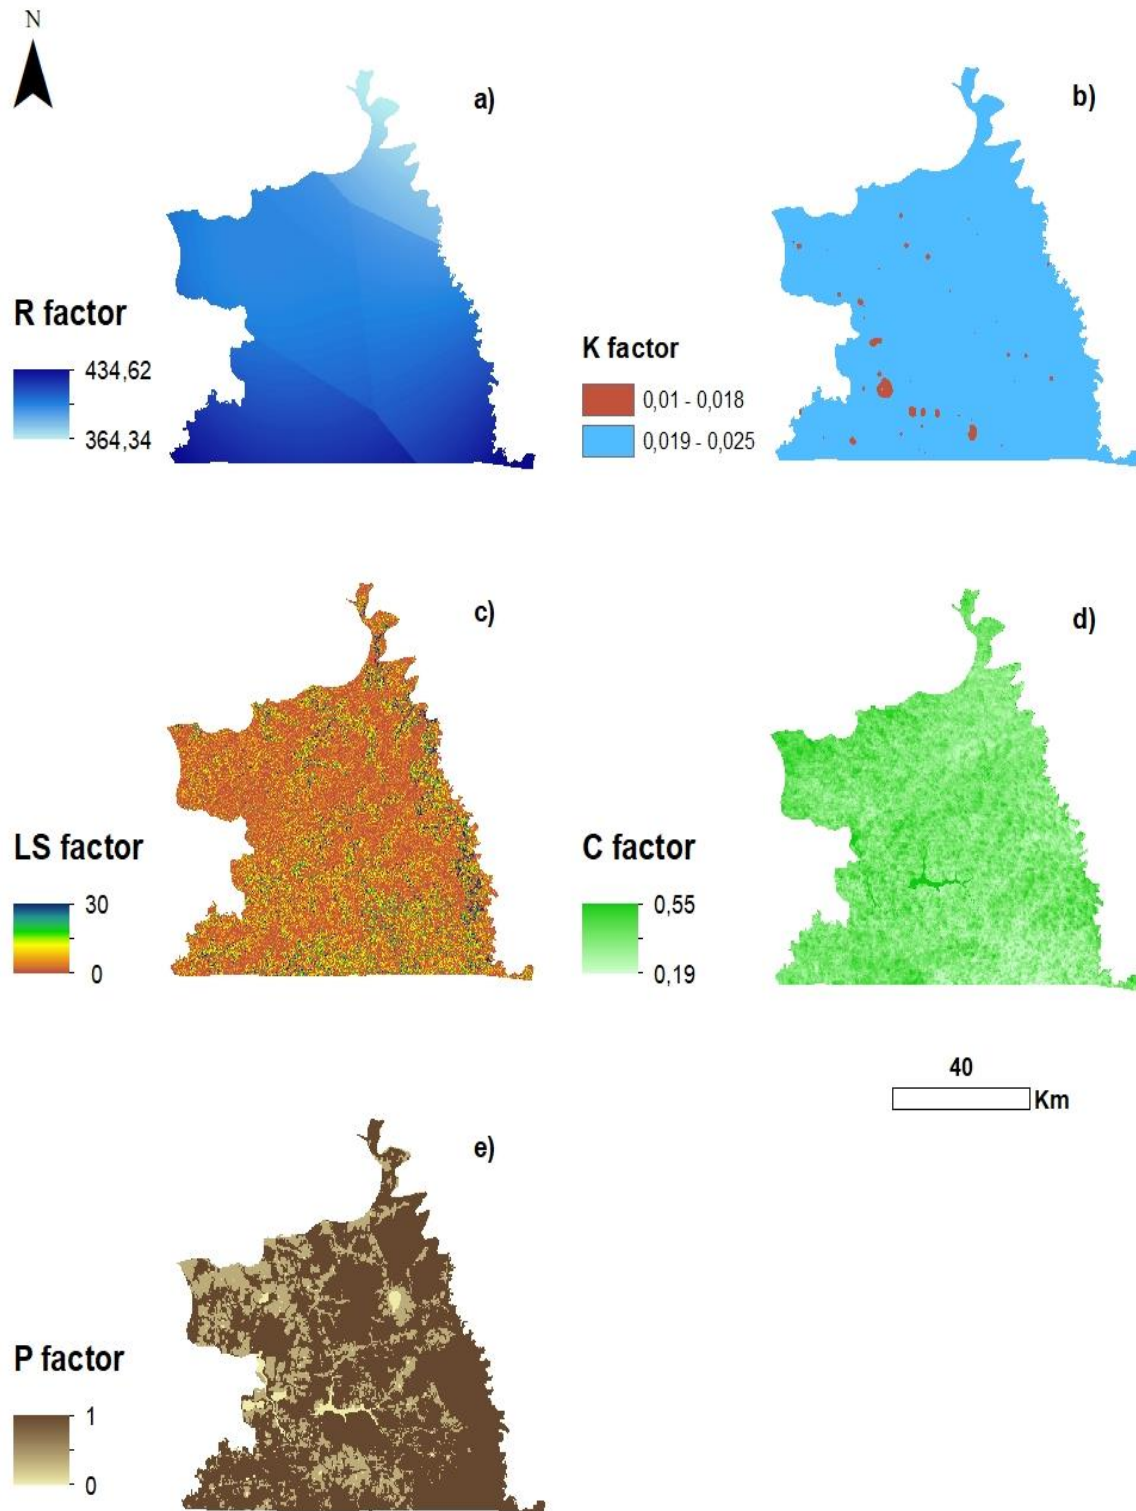 N
a)
b)
R factor
434,62
364,34
K factor
0,01 - 0,018
0,019 - 0,025
c)
d)
LS factor
30
0
C factor
0,55
0,19
40
Km
e)
P factor
1
0